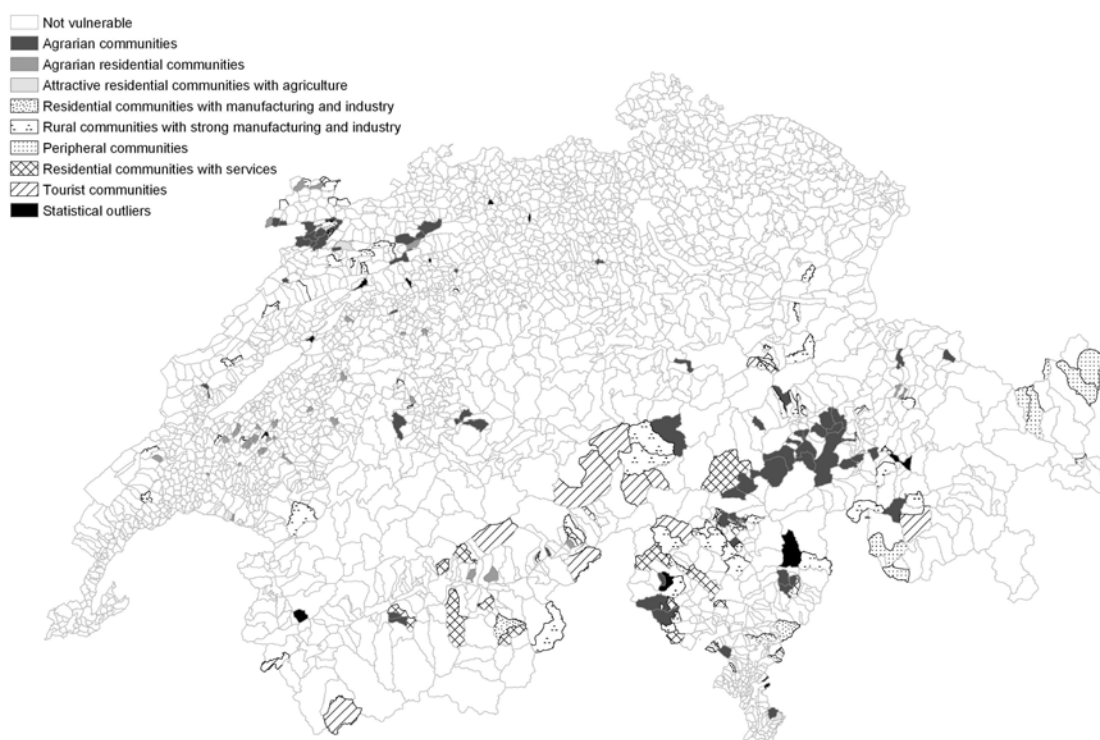 Not vulnerable
Agrarian communities
Agrarian residential communities
Attractive residential communities with agriculture
Residential communities with manufacturing and industry
Rural communities with strong manufacturing and industry
Peripheral communities
Residential communities with services
Tourist communities
Statistical outliers